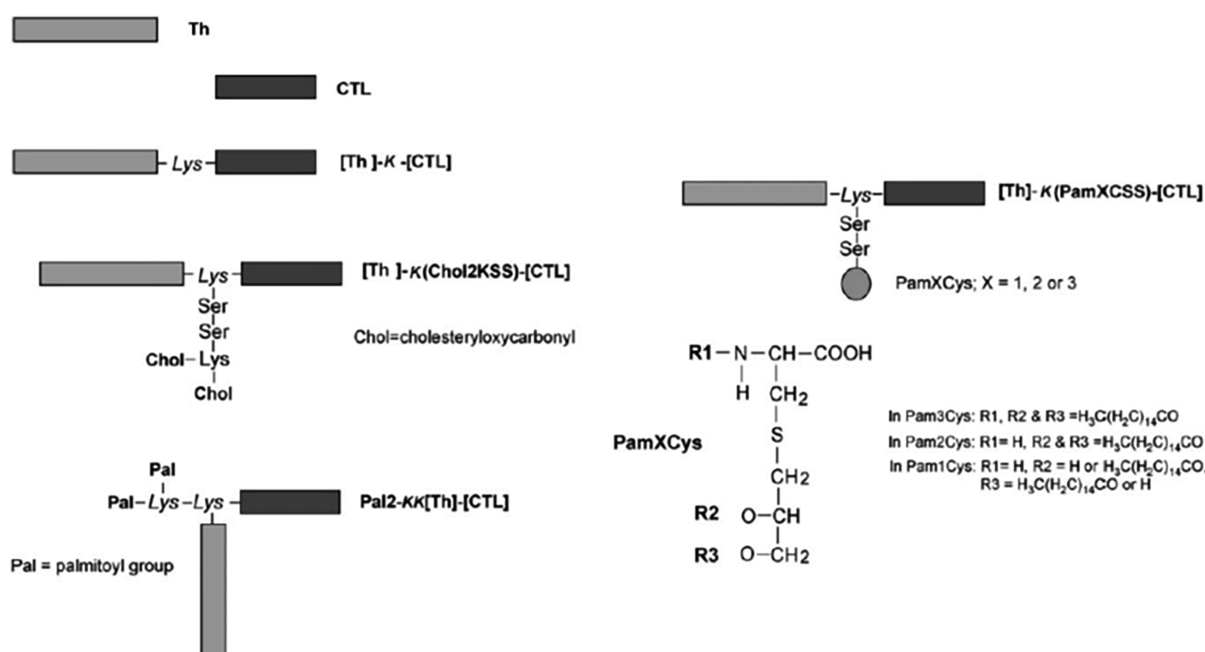 Th
CTL
Lys
[Th ]-K -[CTL]
Lys
[Th ]-K(Chol2KSS)-[CTL]
Ser
Ser
Chol–Lys
Chol
Chol=cholesteryloxycarbonyl
Pal
Pal–Lys–Lys
Pal2-KK[Th]-[CTL]
Pal = palmitoyl group
Lys
[Th]-K(PamXCSS)-[CTL]
Ser
Ser
PamXCys; X = 1, 2 or 3
R1–N–CH–COOH
H CH2
S
PamXCys
CH2
R2 O–CH
R3 O–CH2
In Pam3Cys: R1, R2 & R3 =H3C(H2C)14CO
In Pam2Cys: R1= H, R2 & R3 =H3C(H2C)14CO
In Pam1Cys: R1= H, R2 = H or H3C(H2C)14CO,
R3 = H3C(H2C)14CO or H